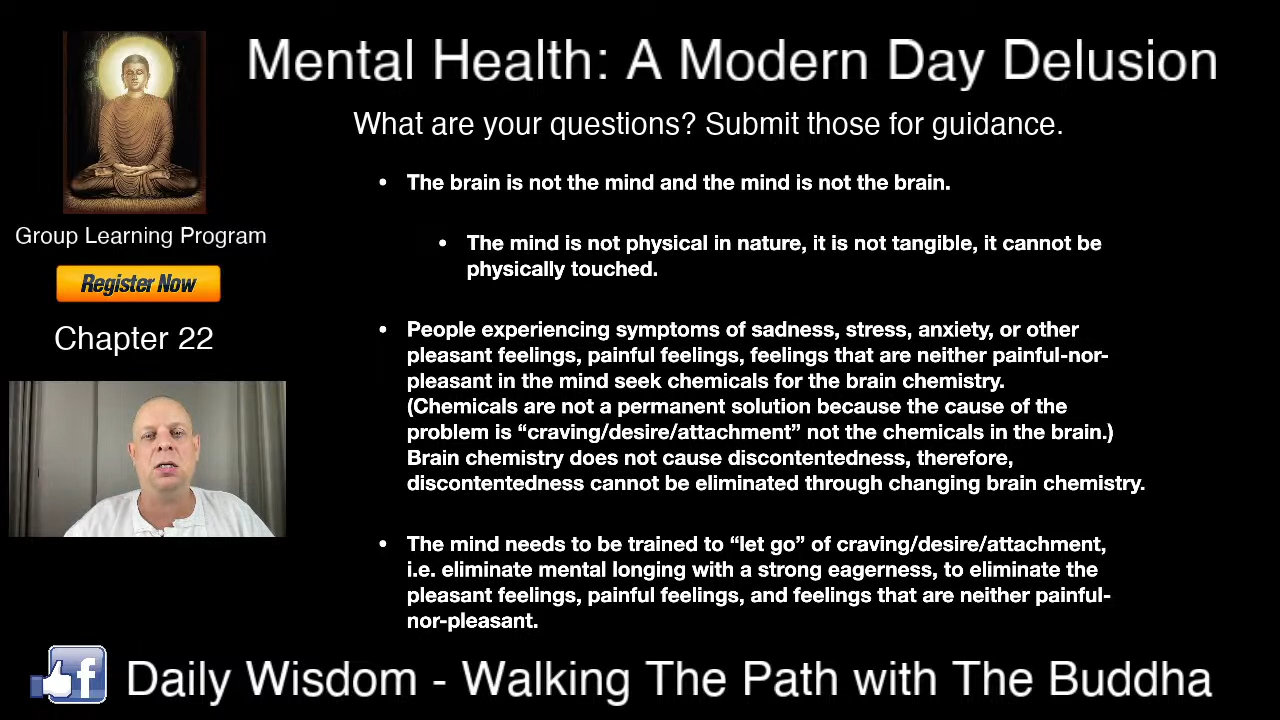 Mental Health: A Modern Day Delusion
What are your questions? Submit those for guidance.
• The brain is not the mind and the mind is not the brain.
• The mind is not physical in nature, it is not tangible, it cannot be
physically touched.
• People experiencing symptoms of sadness, stress, anxiety, or other
pleasant feelings, painful feelings, feelings that are neither painful-nor-
pleasant in the mind seek chemicals for the brain chemistry.
(Chemicals are not a permanent solution because the cause of the
problem is “craving/desire/attachment” not the chemicals in the brain.)
Brain chemistry does not cause discontentedness, therefore,
discontentedness cannot be eliminated through changing brain chemistry.
• The mind needs to be trained to “let go” of craving/desire/attachment,
i.e. eliminate mental longing with a strong eagerness, to eliminate the
pleasant feelings, painful feelings, and feelings that are neither painful-
nor-pleasant.
Group Learning Program
Register Now
Chapter 22
f
Daily Wisdom - Walking The Path with The Buddha